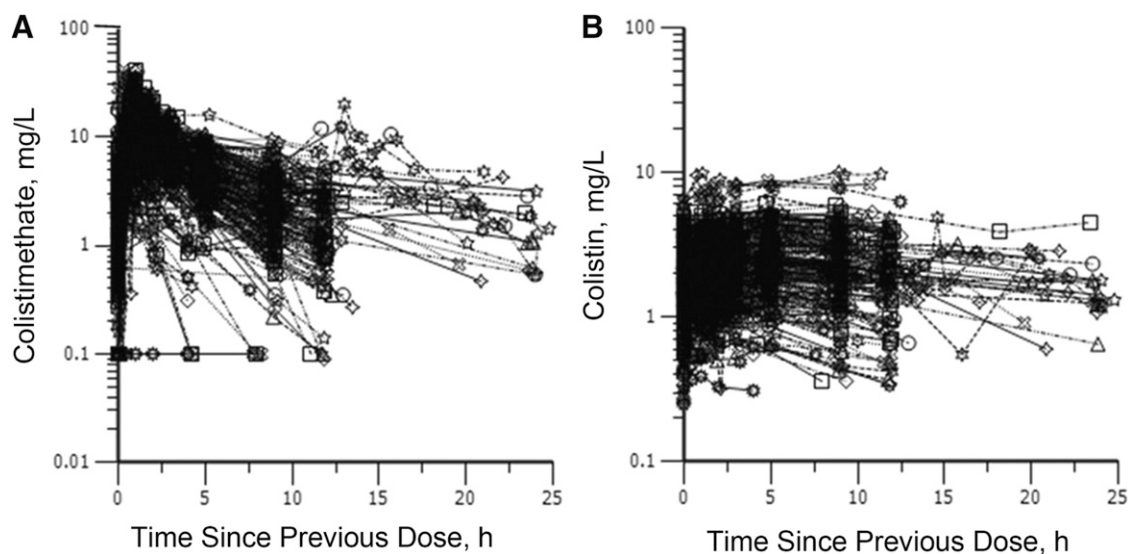 A
Colistimethate, mg/L
100
10
1
0.1
0.01
0 5 10 15 20 25
Time Since Previous Dose, h
B
Colistin, mg/L
100
10
1
0.1
0 5 10 15 20 25
Time Since Previous Dose, h